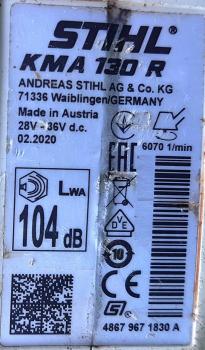 STIHL
KMA 130 R
ANDREAS STIHL AG & Co. KG
71336 Waiblingen/GERMANY
Made in Austria
28V - 36V d.c.
02.2020
EAC
6070 1/min
LWA
104 dB
VDE
10
4867 967 1830 A